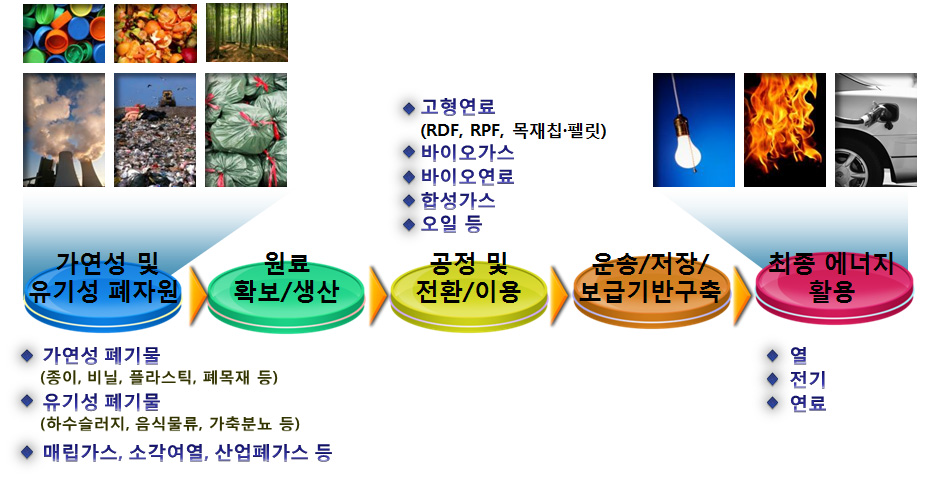 ◆ 고형연료
(RDF, RPF, 목재칩·펠릿)
◆ 바이오가스
◆ 바이오연료
◆ 합성가스
◆ 오일 등
가연성 및
유기성 폐자원
원료
확보/생산
공정 및
전환/이용
운송/저장/
보급기반구축
최종 에너지
활용
◆ 가연성 폐기물
(종이, 비닐, 플라스틱, 폐목재 등)
◆ 유기성 폐기물
(하수슬러지, 음식물류, 가축분뇨 등)
◆ 매립가스, 소각여열, 산업폐가스 등
◆ 열
◆ 전기
◆ 연료